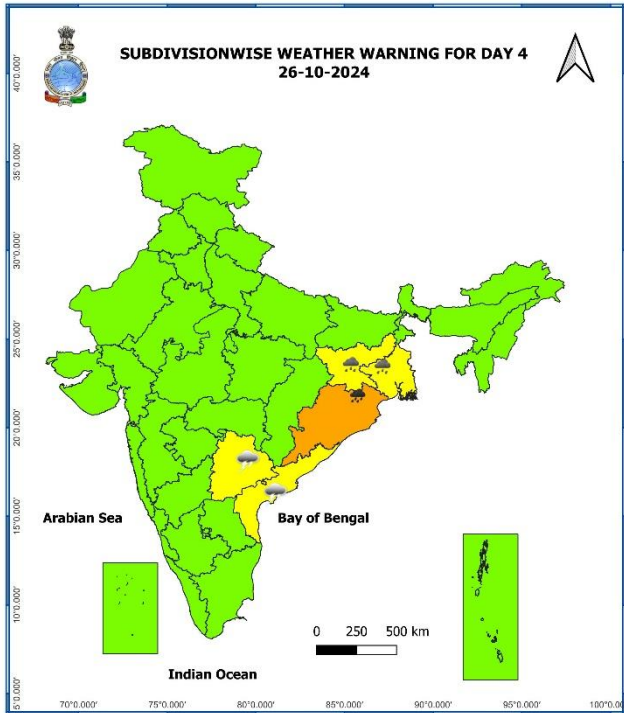 SUBDIVISIONWISE WEATHER WARNING FOR DAY 4
26-10-2024
40°0.000'
35°0.000'
30°0.000'
25°0.000'
20°0.000'
15°0.000'
10°0.000'
5°0.000'
Arabian Sea
Bay of Bengal
0 250 500 km
Indian Ocean
70°0.000' 75°0.000' 80°0.000' 85°0.000' 90°0.000' 95°0.000' 100°0.000'